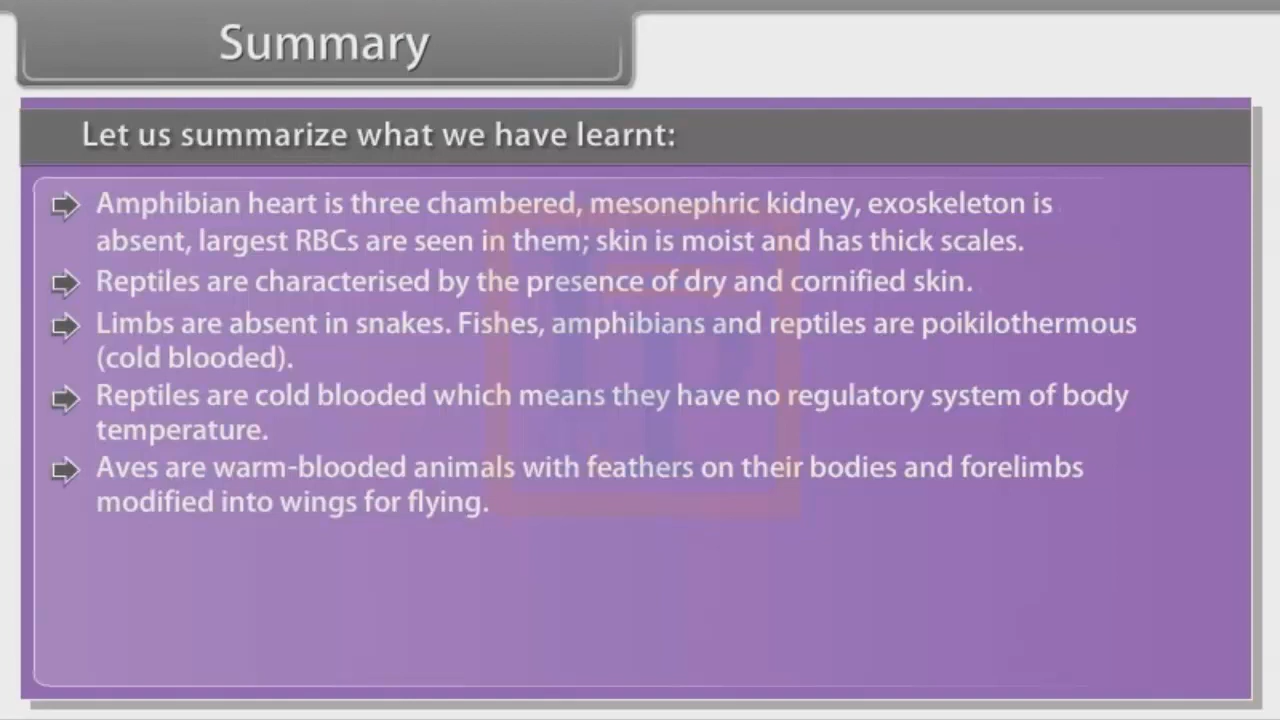 Summary
Let us summarize what we have learnt:
Amphibian heart is three chambered, mesonephric kidney, exoskeleton is
absent, largest RBCs are seen in them; skin is moist and has thick scales.
Reptiles are characterised by the presence of dry and cornified skin.
Limbs are absent in snakes. Fishes, amphibians and reptiles are poikilothermous
(cold blooded).
Reptiles are cold blooded which means they have no regulatory system of body
temperature.
Aves are warm-blooded animals with feathers on their bodies and forelimbs
modified into wings for flying.